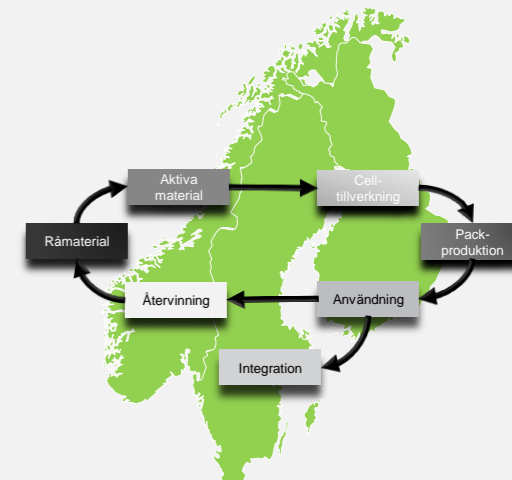 Aktiva
material
Cell-
tillverkning
Råmaterial
Pack-
produktion
Återvinning
Användning
Integration